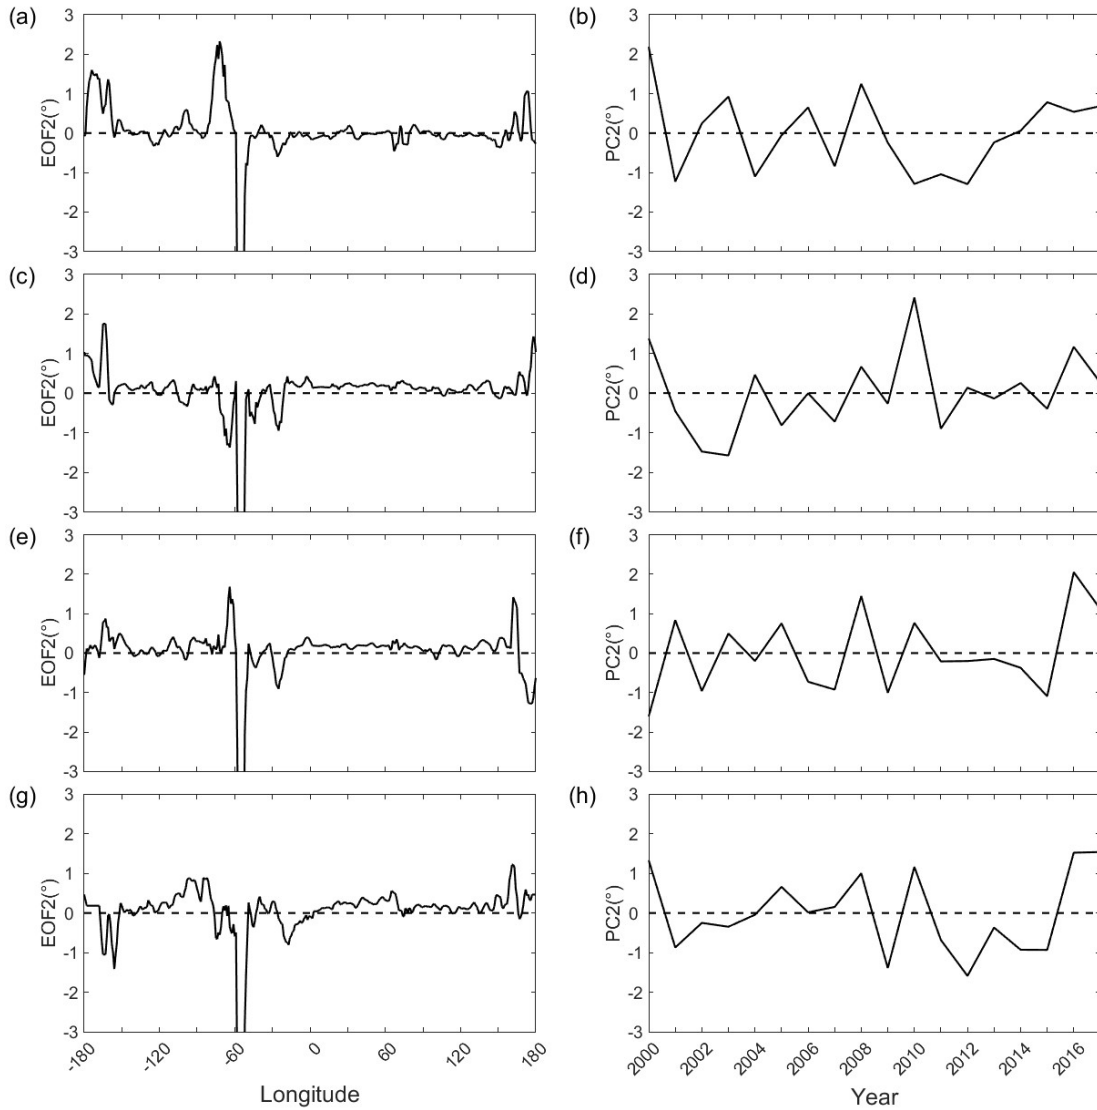 (a)
3
2
1
0
-1
-2
-3
EOF2(°)
(b)
3
2
1
0
-1
-2
-3
PC2(°)
(c)
3
2
1
0
-1
-2
-3
EOF2(°)
(d)
3
2
1
0
-1
-2
-3
PC2(°)
(e)
3
2
1
0
-1
-2
-3
EOF2(°)
(f)
3
2
1
0
-1
-2
-3
PC2(°)
(g)
3
2
1
0
-1
-2
-3
EOF2(°)
-180 -120 -60 0 60 120 180
Longitude
(h)
3
2
1
0
-1
-2
-3
PC2(°)
2000 2002 2004 2006 2008 2010 2012 2014 2016
Year